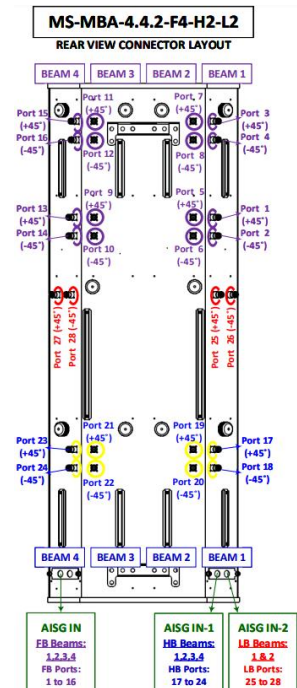 MS-MBA-4.4.2-F4-H2-L2
REAR VIEW CONNECTOR LAYOUT
BEAM 4 BEAM 3 BEAM 2 BEAM 1
Port 11 (+45°)
Port 7 (+45°)
Port 15 (+45°)
Port 3 (+45°)
Port 16 (-45°)
Port 4 (-45°)
Port 12 (-45°)
Port 8 (-45°)
Port 9 (+45°)
Port 5 (+45°)
Port 13 (+45°)
Port 1 (+45°)
Port 14 (-45°)
Port 2 (-45°)
Port 10 (-45°)
Port 6 (-45°)
Port 27 (+45°)
Port 28 (-45°)
Port 25 (+45°)
Port 26 (-45°)
Port 21 (+45°)
Port 19 (+45°)
Port 23 (+45°)
Port 17 (+45°)
Port 24 (-45°)
Port 18 (-45°)
Port 22 (-45°)
Port 20 (-45°)
BEAM 4 BEAM 3 BEAM 2 BEAM 1
AISG IN
FB Beams:
1,2,3,4
FB Ports:
1 to 16
AISG IN-1
HB Beams:
1,2,3,4
HB Ports:
17 to 24
AISG IN-2
LB Beams:
1 & 2
LB Ports:
25 to 28